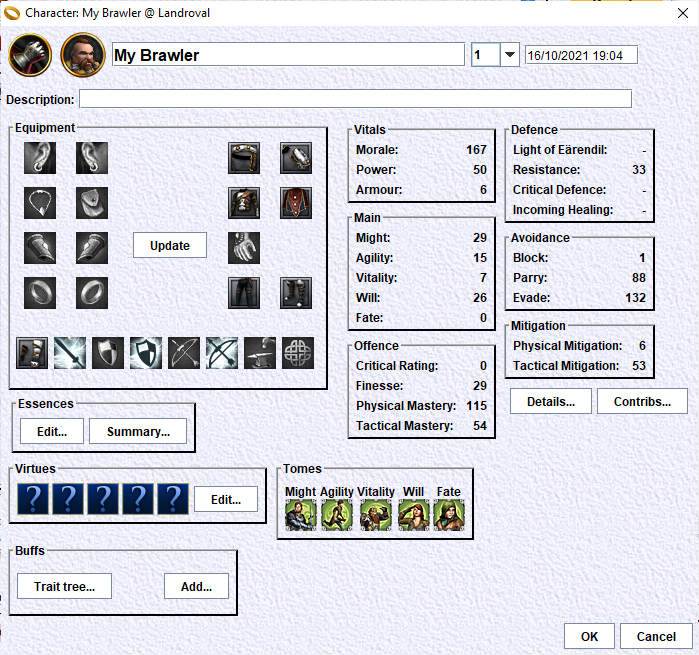 Character: My Brawler @ Landroval
My Brawler
1
16/10/2021 19:04
Description:
Equipment
Update
Vitals
Morale: 167
Power: 50
Armour: 6
Main
Might: 29
Agility: 15
Vitality: 7
Will: 26
Fate: 0
Offence
Critical Rating: 0
Finesse: 29
Physical Mastery: 115
Tactical Mastery: 54
Defence
Light of Eärendil: -
Resistance: 33
Critical Defence: -
Incoming Healing: -
Avoidance
Block: 1
Parry: 88
Evade: 132
Mitigation
Physical Mitigation: 6
Tactical Mitigation: 53
Details...
Contribs...
Essences
Edit...
Summary...
Virtues
? ? ? ? ?
Edit...
Tomes
Might Agility Vitality Will Fate
Buffs
Trait tree...
Add...
OK
Cancel